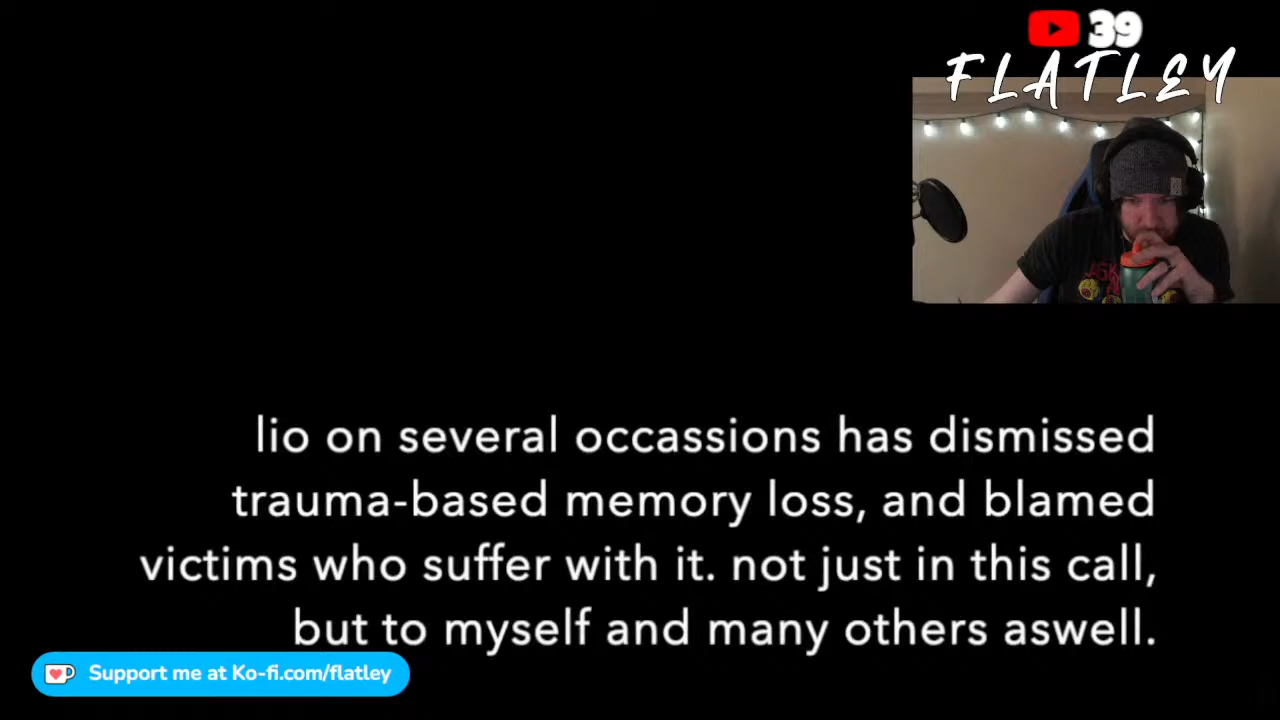 39
FLATLEY
lio on several occassions has dismissed
trauma-based memory loss, and blamed
victims who suffer with it. not just in this call,
but to myself and many others aswell.
Support me at Ko-fi.com/flatley